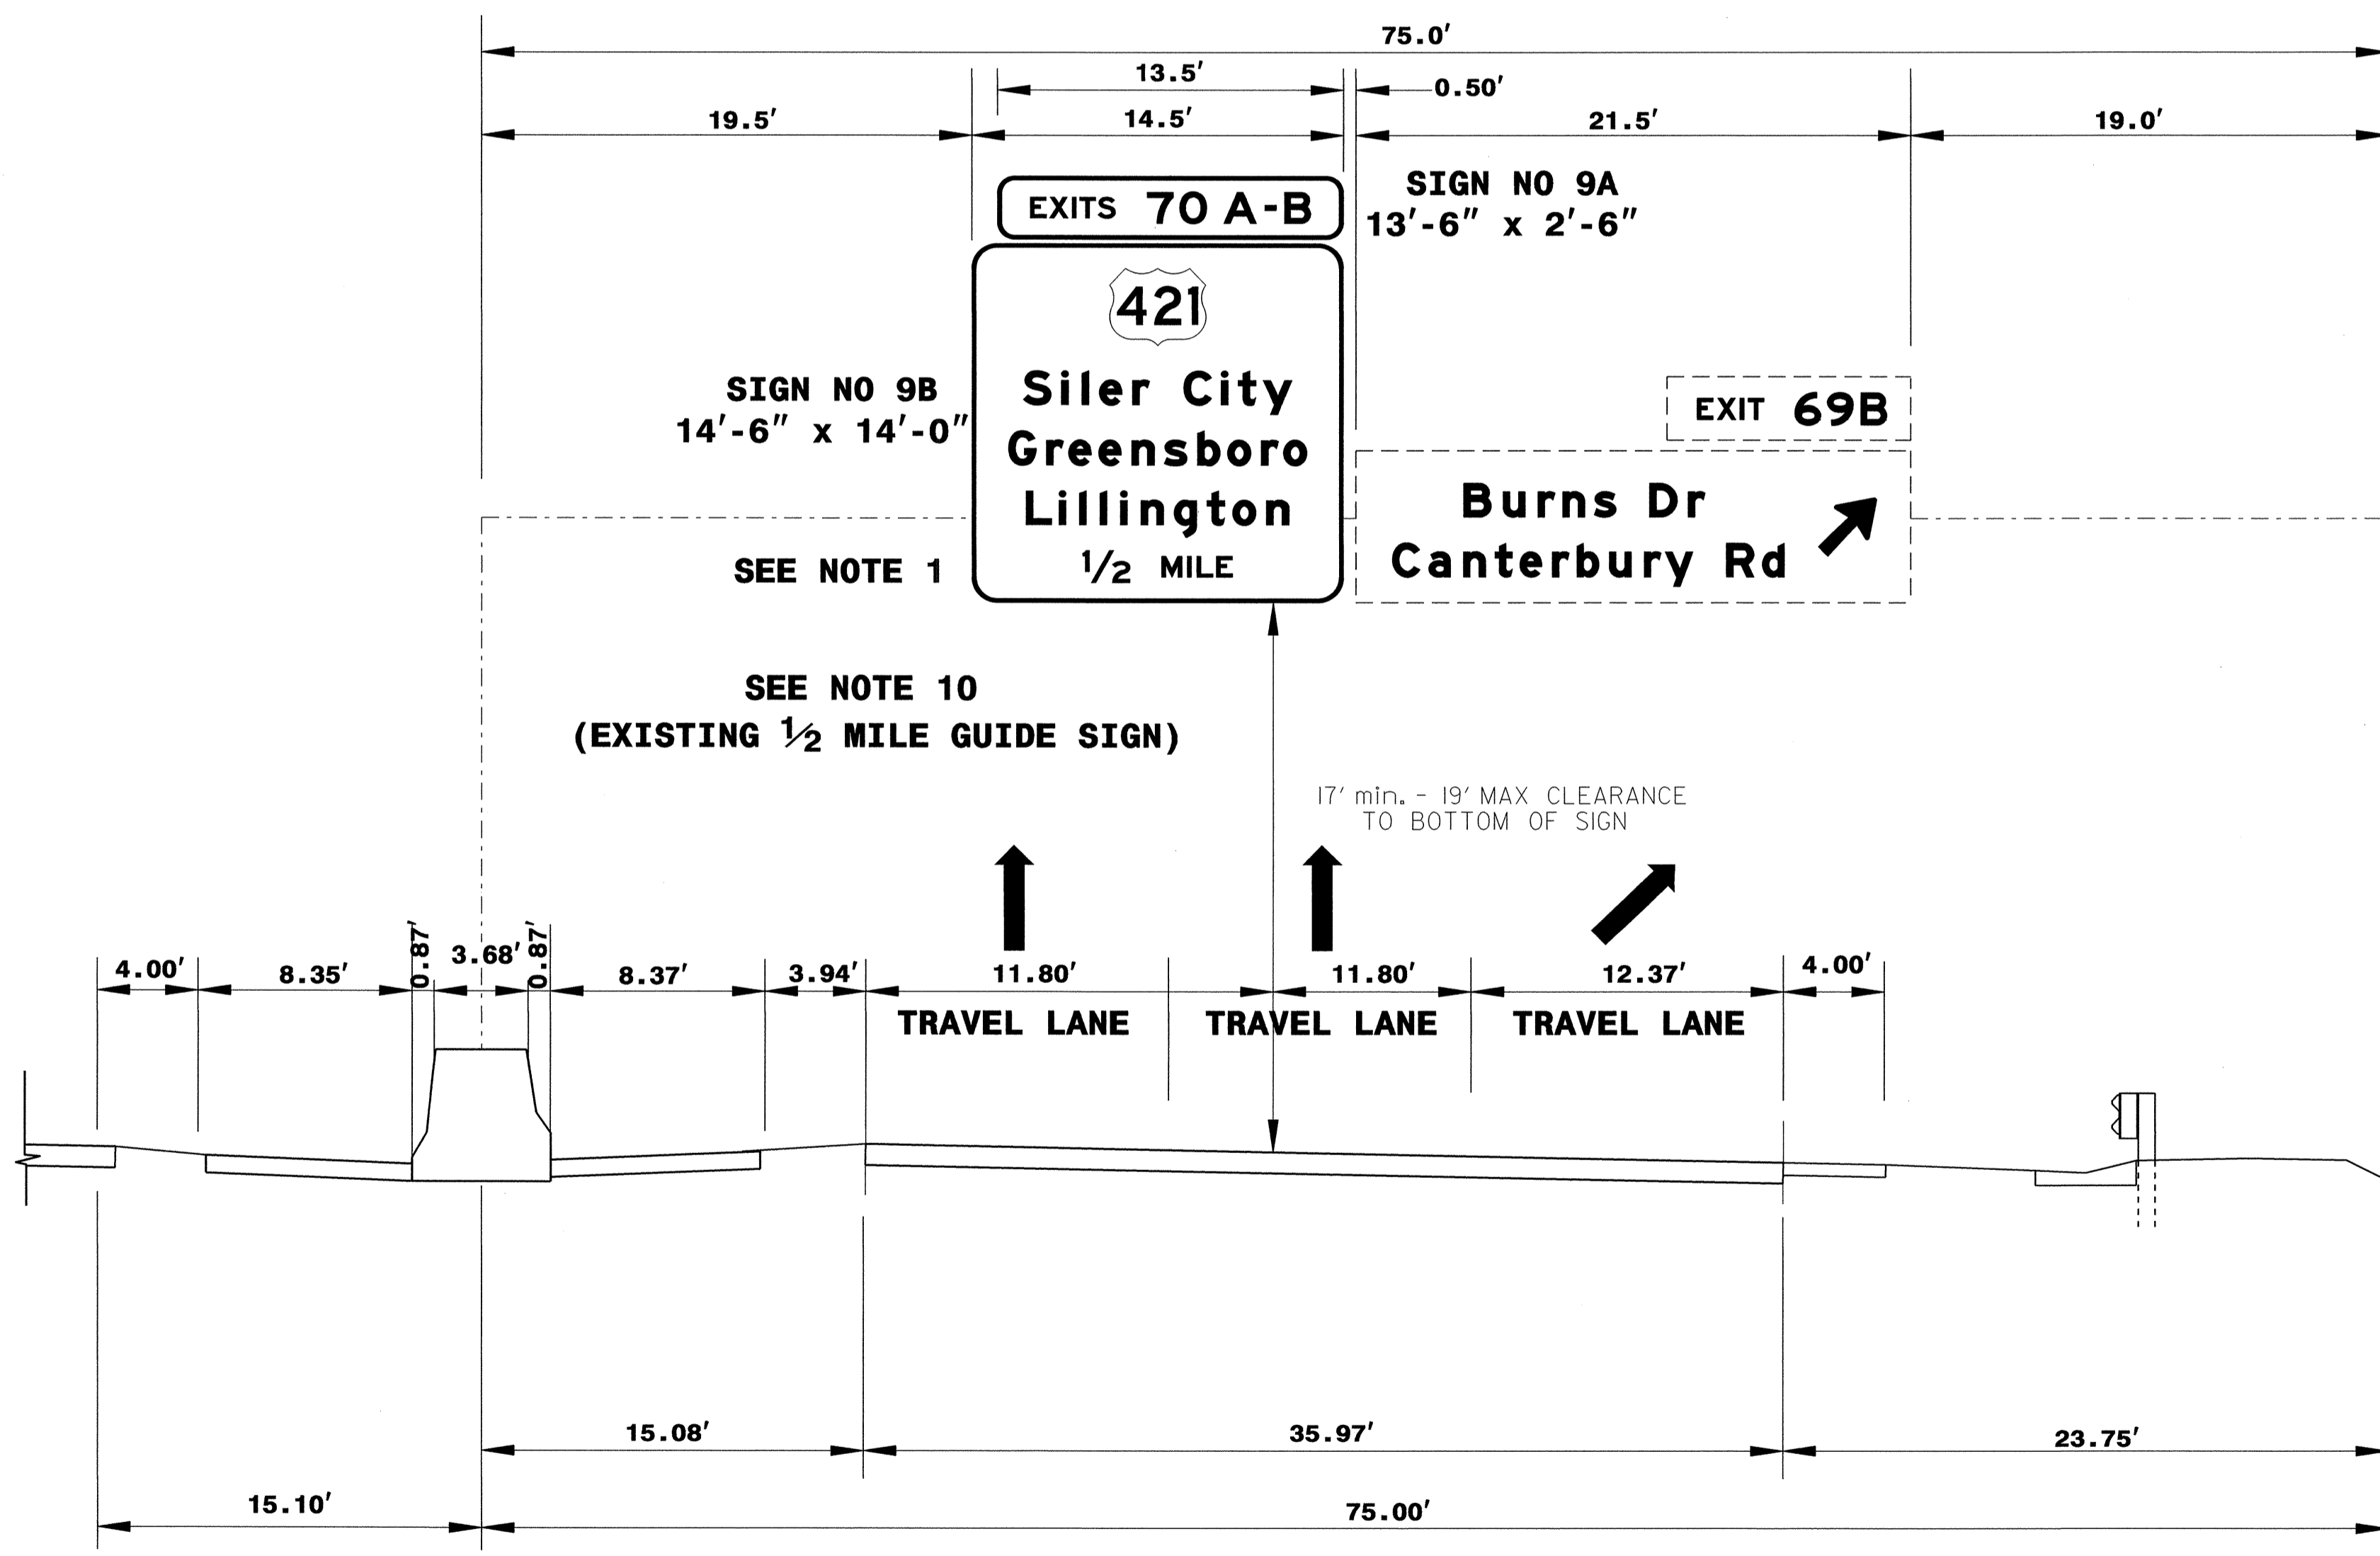 75.0'
13.5'
0.50'
19.5'
14.5'
21.5'
19.0'
EXITS 70 A-B
SIGN NO 9A
13'-6" x 2'-6"
421
SIGN NO 9B
14'-6" x 14'-0"
Siler City
Greensboro
Lillington
1/2 MILE
EXIT 69B
Burns Dr
Canterbury Rd
SEE NOTE 1
SEE NOTE 10
(EXISTING 1/2 MILE GUIDE SIGN)
17' min. - 19' MAX CLEARANCE
TO BOTTOM OF SIGN
4.00'
8.35'
0.87'
3.68'
0.87'
8.37'
3.94'
11.80'
11.80'
12.37'
4.00'
TRAVEL LANE
TRAVEL LANE
TRAVEL LANE
15.08'
35.97'
23.75'
15.10'
75.00'